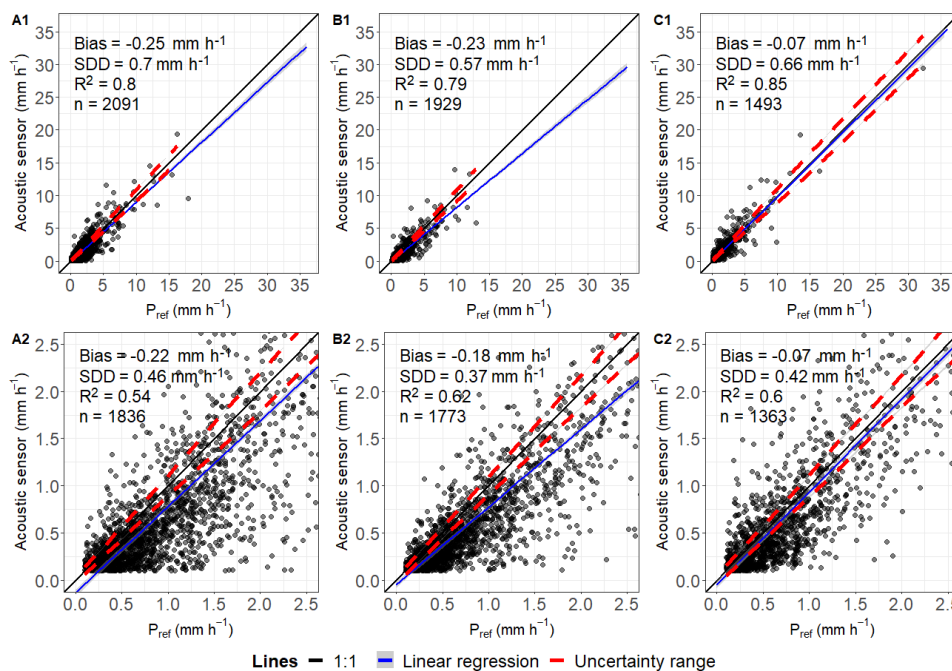 A1
Bias = -0.25 mm h⁻¹
SDD = 0.7 mm h⁻¹
R² = 0.8
n = 2091
35
30
25
20
15
10
5
0
Acoustic sensor (mm h⁻¹)
0 5 10 15 20 25 30 35
P_ref (mm h⁻¹)
B1
Bias = -0.23 mm h⁻¹
SDD = 0.57 mm h⁻¹
R² = 0.79
n = 1929
35
30
25
20
15
10
5
0
Acoustic sensor (mm h⁻¹)
0 5 10 15 20 25 30 35
P_ref (mm h⁻¹)
C1
Bias = -0.07 mm h⁻¹
SDD = 0.66 mm h⁻¹
R² = 0.85
n = 1493
35
30
25
20
15
10
5
0
Acoustic sensor (mm h⁻¹)
0 5 10 15 20 25 30 35
P_ref (mm h⁻¹)
A2
Bias = -0.22 mm h⁻¹
SDD = 0.46 mm h⁻¹
R² = 0.54
n = 1836
2.5
2.0
1.5
1.0
0.5
0.0
Acoustic sensor (mm h⁻¹)
0.0 0.5 1.0 1.5 2.0 2.5
P_ref (mm h⁻¹)
B2
Bias = -0.18 mm h⁻¹
SDD = 0.37 mm h⁻¹
R² = 0.62
n = 1773
2.5
2.0
1.5
1.0
0.5
0.0
Acoustic sensor (mm h⁻¹)
0.0 0.5 1.0 1.5 2.0 2.5
P_ref (mm h⁻¹)
C2
Bias = -0.07 mm h⁻¹
SDD = 0.42 mm h⁻¹
R² = 0.6
n = 1363
2.5
2.0
1.5
1.0
0.5
0.0
Acoustic sensor (mm h⁻¹)
0.0 0.5 1.0 1.5 2.0 2.5
P_ref (mm h⁻¹)
Lines 1:1 Linear regression Uncertainty range